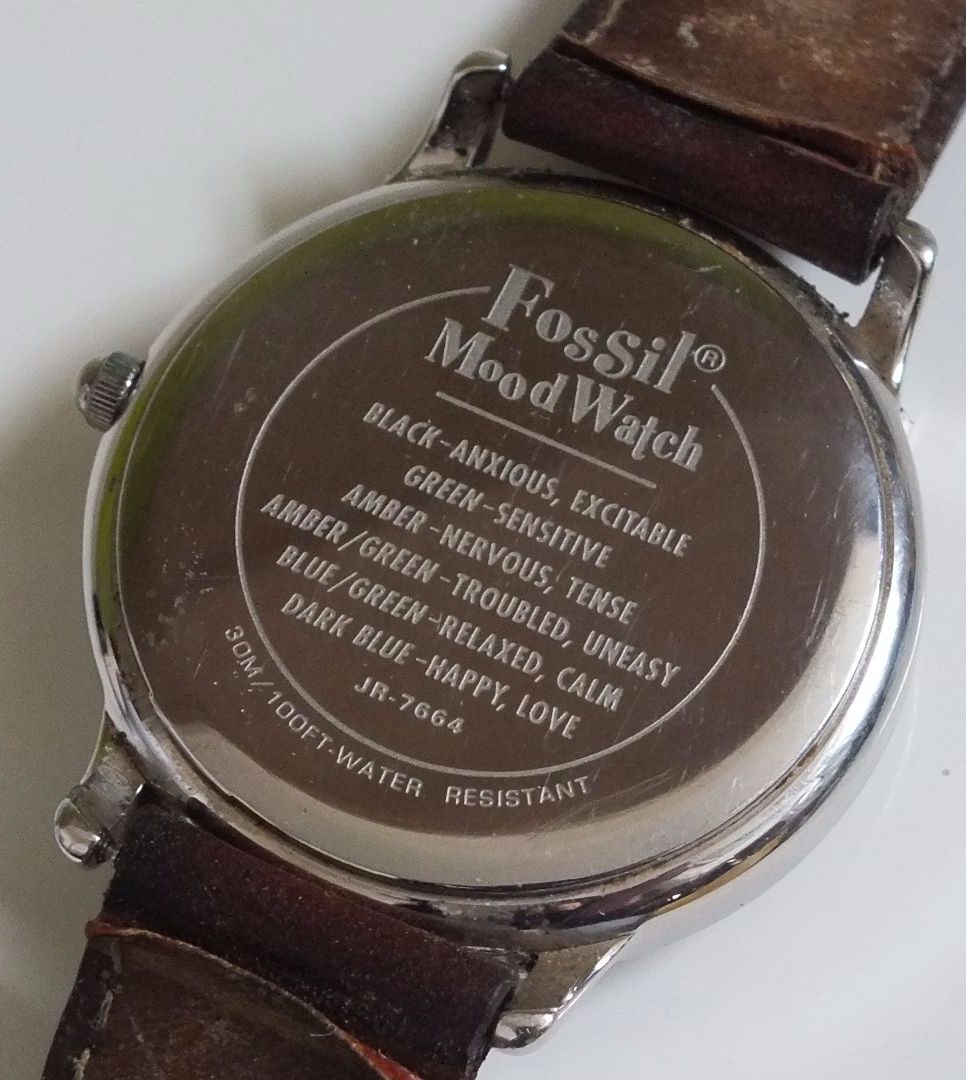 FosSil®
MoodWatch
BLACK-ANXIOUS, EXCITABLE
GREEN-SENSITIVE
AMBER-NERVOUS, TENSE
AMBER/GREEN-TROUBLED, UNEASY
BLUE/GREEN-RELAXED, CALM
DARK BLUE-HAPPY, LOVE
JR-7664
30M/100FT-WATER RESISTANT